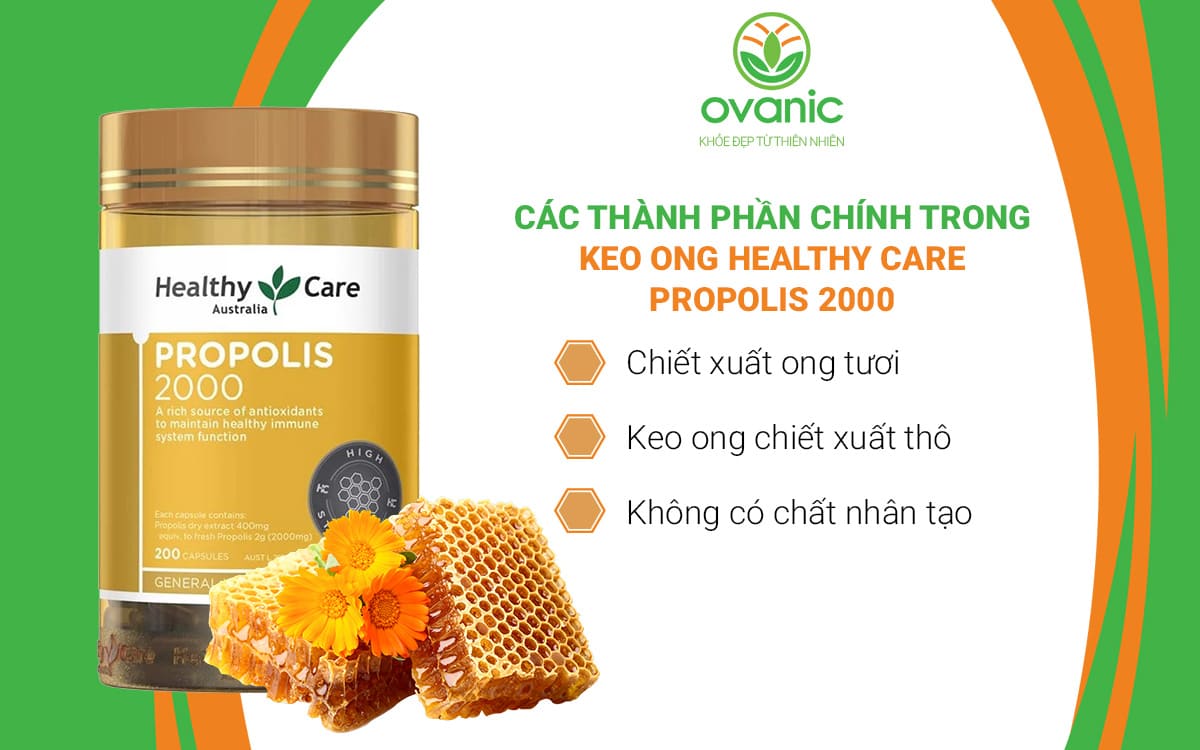 ovanic
KHỎE ĐẸP TỪ THIÊN NHIÊN
CÁC THÀNH PHẦN CHÍNH TRONG
KEO ONG HEALTHY CARE
PROPOLIS 2000
Chiết xuất ong tươi
Keo ong chiết xuất thô
Không có chất nhân tạo
Healthy Care
Australia
PROPOLIS
2000
A rich source of antioxidants
to maintain healthy immune
system function
HIGH
Each capsule contains:
Propolis dry extract 400mg
equiv. to fresh Propolis 2g (2000mg)
200 CAPSULES AUST L
GENERAL